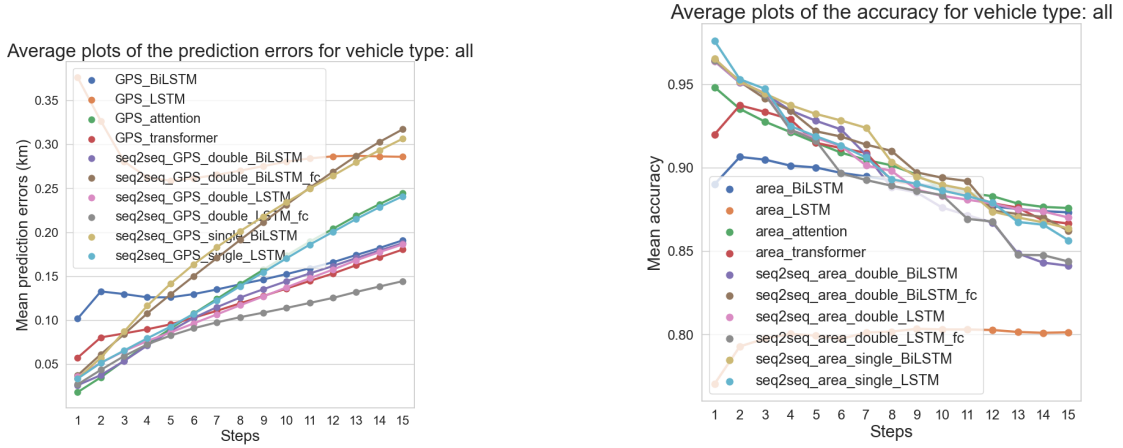 Average plots of the prediction errors for vehicle type: all
Mean prediction errors (km)
0.35
0.30
0.25
0.20
0.15
0.10
0.05
GPS_BiLSTM
GPS_LSTM
GPS_attention
GPS_transformer
seq2seq_GPS_double_BiLSTM
seq2seq_GPS_double_BiLSTM_fc
seq2seq_GPS_double_LSTM
seq2seq_GPS_double_LSTM_fc
seq2seq_GPS_single_BiLSTM
seq2seq_GPS_single_LSTM
1 2 3 4 5 6 7 8 9 10 11 12 13 14 15
Steps
Average plots of the accuracy for vehicle type: all
Mean accuracy
0.95
0.90
0.85
0.80
area_BiLSTM
area_LSTM
area_attention
area_transformer
seq2seq_area_double_BiLSTM
seq2seq_area_double_BiLSTM_fc
seq2seq_area_double_LSTM
seq2seq_area_double_LSTM_fc
seq2seq_area_single_BiLSTM
seq2seq_area_single_LSTM
1 2 3 4 5 6 7 8 9 10 11 12 13 14 15
Steps